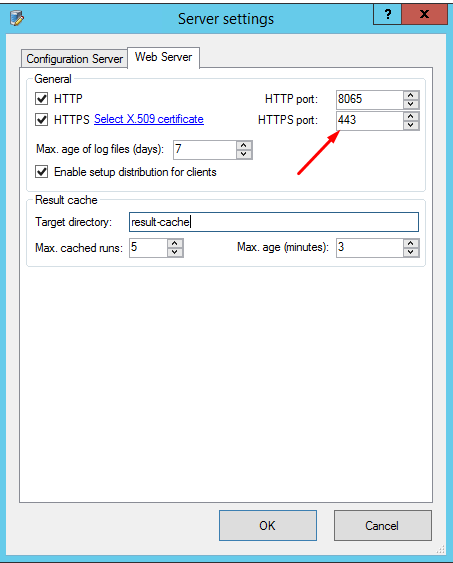 Server settings
? x
Configuration Server Web Server
General
HTTP HTTP port: 8065
HTTPS Select X.509 certificate HTTPS port: 443
Max. age of log files (days): 7
Enable setup distribution for clients
Result cache
Target directory: result-cache
Max. cached runs: 5 Max. age (minutes): 3
OK Cancel